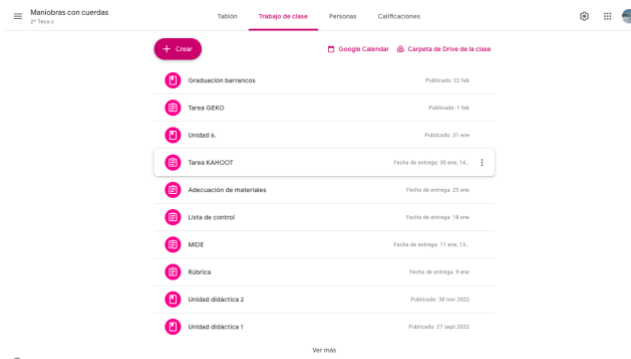 Maniobras con cuerdas
2º Teco c
Tablón
Trabajo de clase
Personas
Calificaciones
Crear
Google Calendar
Carpeta de Drive de la clase
Graduación barrancos
Publicado: 22 feb
Tarea GEKO
Publicado: 1 feb
Unidad 6.
Publicado: 31 ene
Tarea KAHOOT
Fecha de entrega: 30 ene, 14...
Adecuación de materiales
Fecha de entrega: 25 ene
Lista de control
Fecha de entrega: 18 ene
MIDE
Fecha de entrega: 11 ene, 13...
Rúbrica
Fecha de entrega: 9 ene
Unidad didáctica 2
Publicado: 30 nov 2022
Unidad didáctica 1
Publicado: 27 sept 2022
Ver más